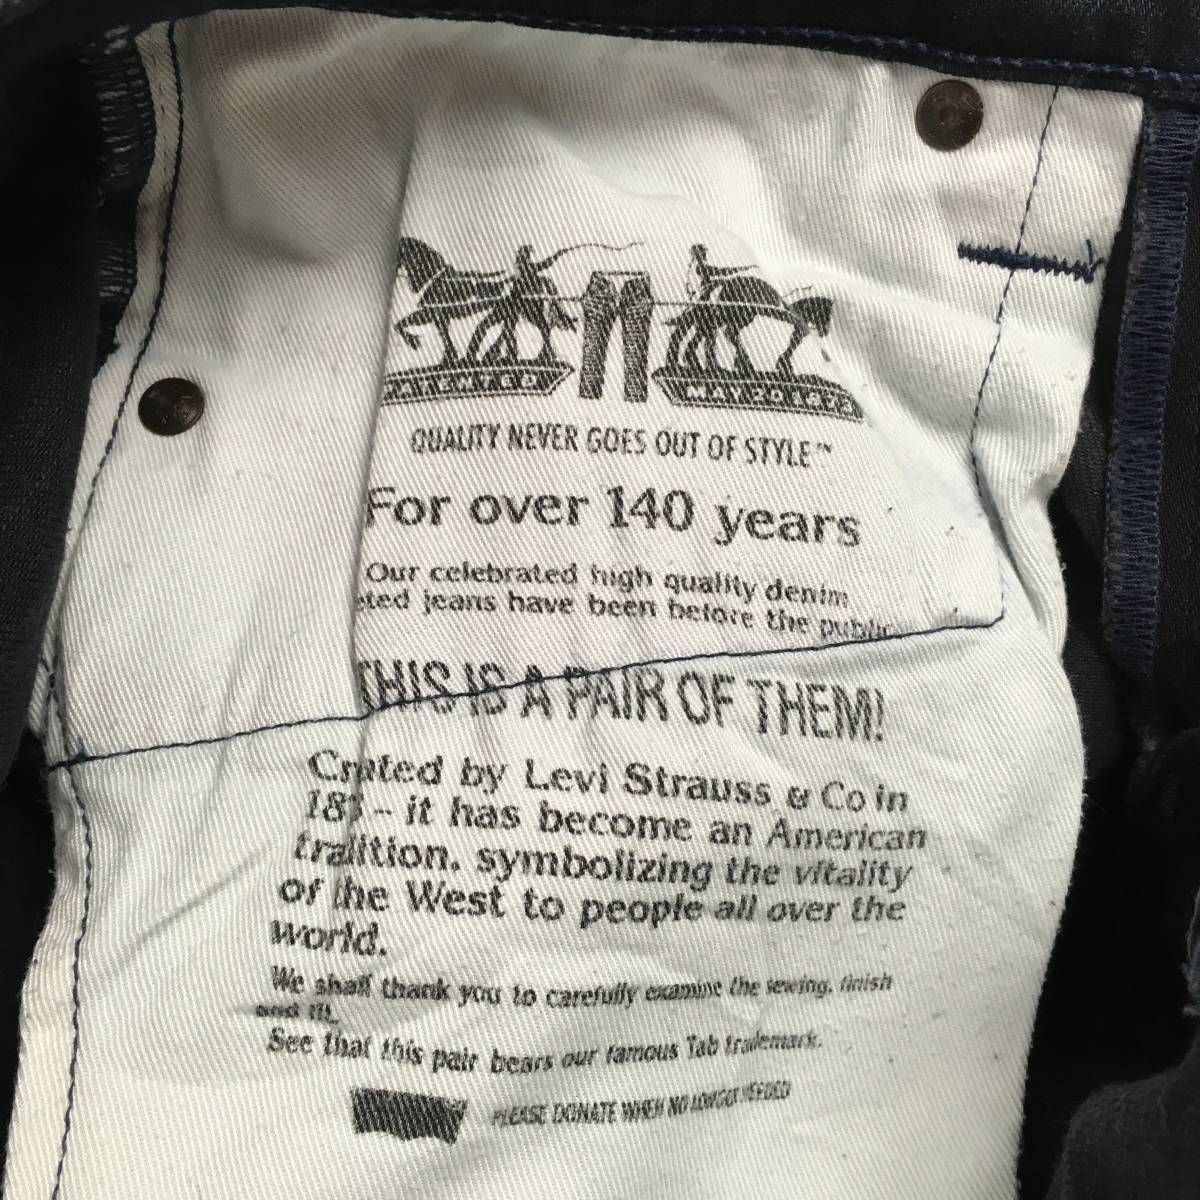 PATENTED
MAY 20 1873
QUALITY NEVER GOES OUT OF STYLE™
For over 140 years
Our celebrated high quality denim
eted jeans have been before the public
THIS IS A PAIR OF THEM!
Crated by Levi Strauss & Co in
183 - it has become an American
tralition. symbolizing the vitality
of the West to people all over the
world.
We shall thank you to carefully examine the sewing, finish
and fit.
See that this pair bears our famous Tab trademark.
PLEASE DONATE WHEN NO LONGER NEEDED